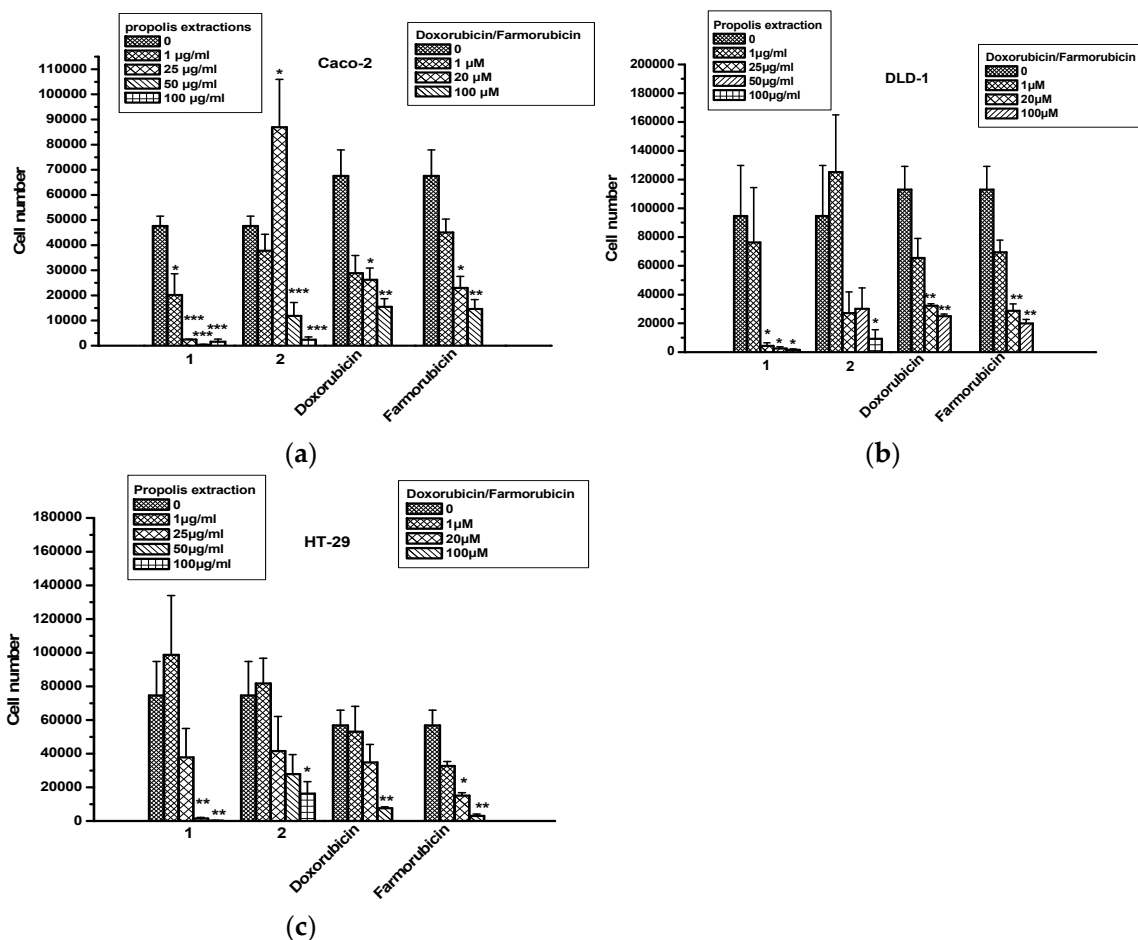 propolis extractions
0
1 µg/ml
25 µg/ml
50 µg/ml
100 µg/ml
Doxorubicin/Farmorubicin
0
1 µM
20 µM
100 µM
Caco-2
Cell number
110000
100000
90000
80000
70000
60000
50000
40000
30000
20000
10000
0
*
***
***
***
*
***
***
*
**
*
**
1
2
Doxorubicin
Farmorubicin
(a)
Propolis extraction
0
1µg/ml
25µg/ml
50µg/ml
100µg/ml
Doxorubicin/Farmorubicin
0
1µM
20µM
100µM
DLD-1
Cell number
200000
180000
160000
140000
120000
100000
80000
60000
40000
20000
0
*
*
*
*
**
**
**
**
1
2
Doxorubicin
Farmorubicin
(b)
Propolis extraction
0
1µg/ml
25µg/ml
50µg/ml
100µg/ml
Doxorubicin/Farmorubicin
0
1µM
20µM
100µM
HT-29
Cell number
180000
160000
140000
120000
100000
80000
60000
40000
20000
0
**
**
*
**
*
**
1
2
Doxorubicin
Farmorubicin
(c)